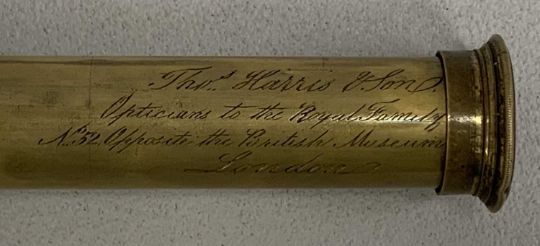 Thos. Harris & Son
Opticians to the Royal Family
No. 52 Opposite the British Museum
London